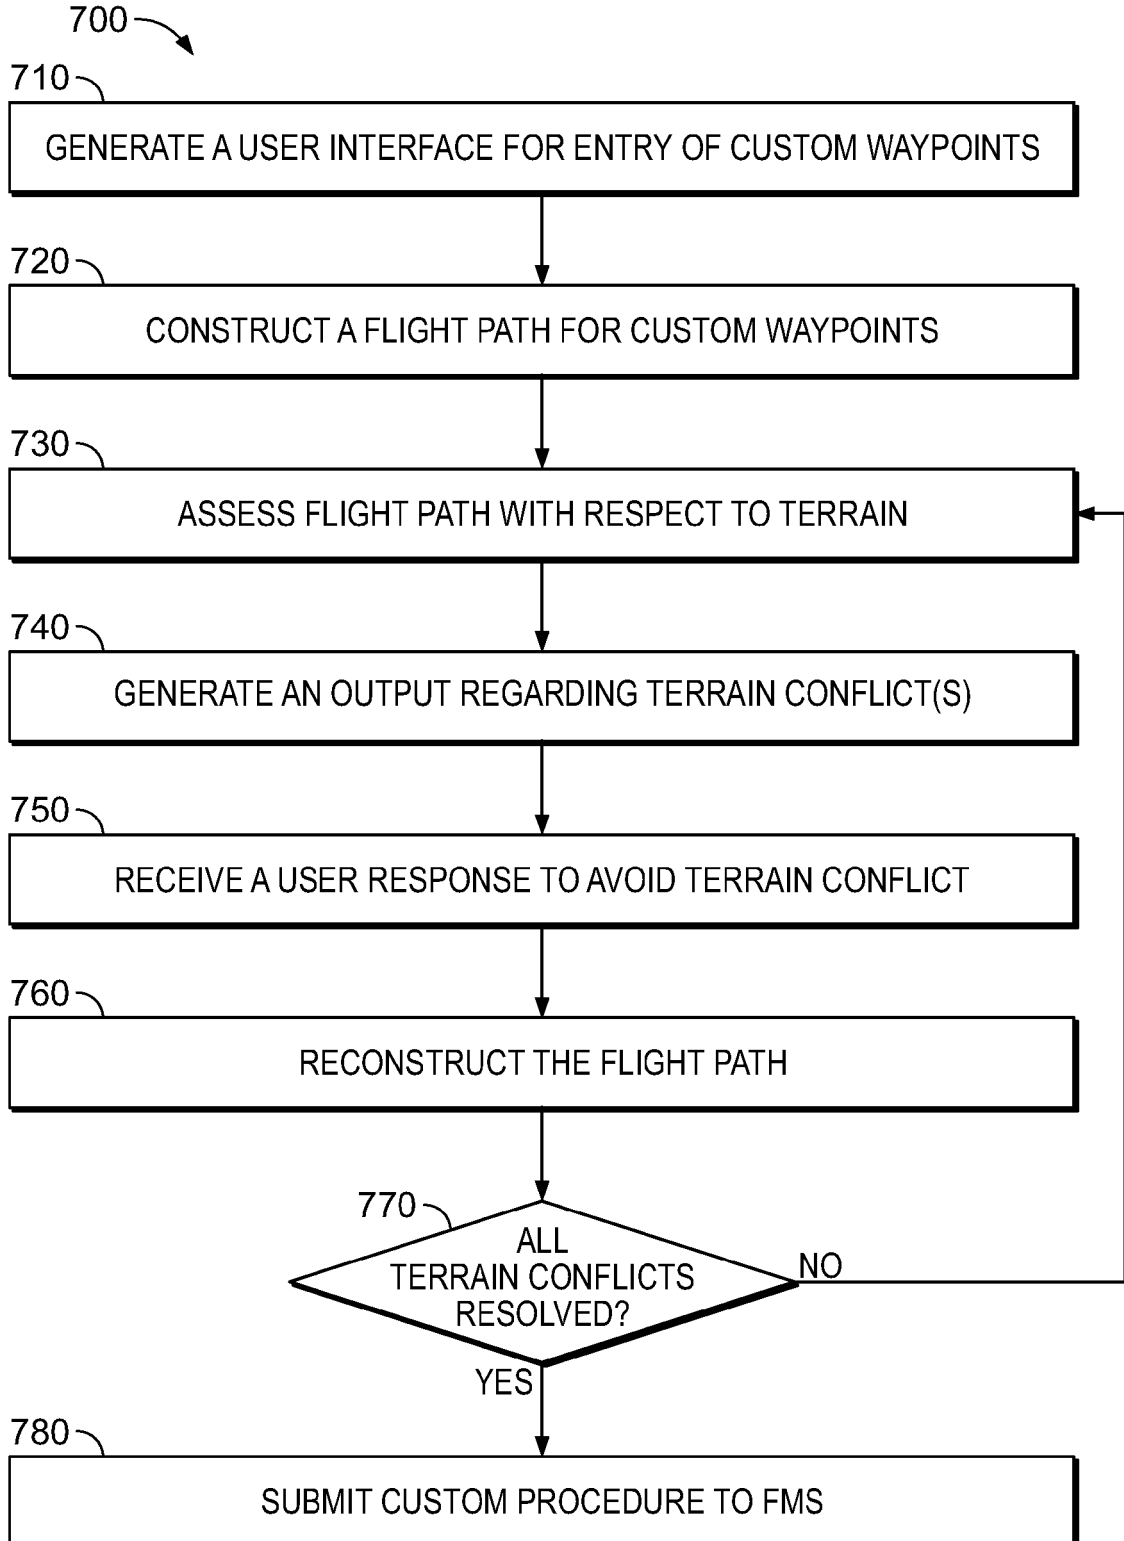 700
710
GENERATE A USER INTERFACE FOR ENTRY OF CUSTOM WAYPOINTS
720
CONSTRUCT A FLIGHT PATH FOR CUSTOM WAYPOINTS
730
ASSESS FLIGHT PATH WITH RESPECT TO TERRAIN
740
GENERATE AN OUTPUT REGARDING TERRAIN CONFLICT(S)
750
RECEIVE A USER RESPONSE TO AVOID TERRAIN CONFLICT
760
RECONSTRUCT THE FLIGHT PATH
770
ALL
TERRAIN CONFLICTS
RESOLVED?
NO
YES
780
SUBMIT CUSTOM PROCEDURE TO FMS